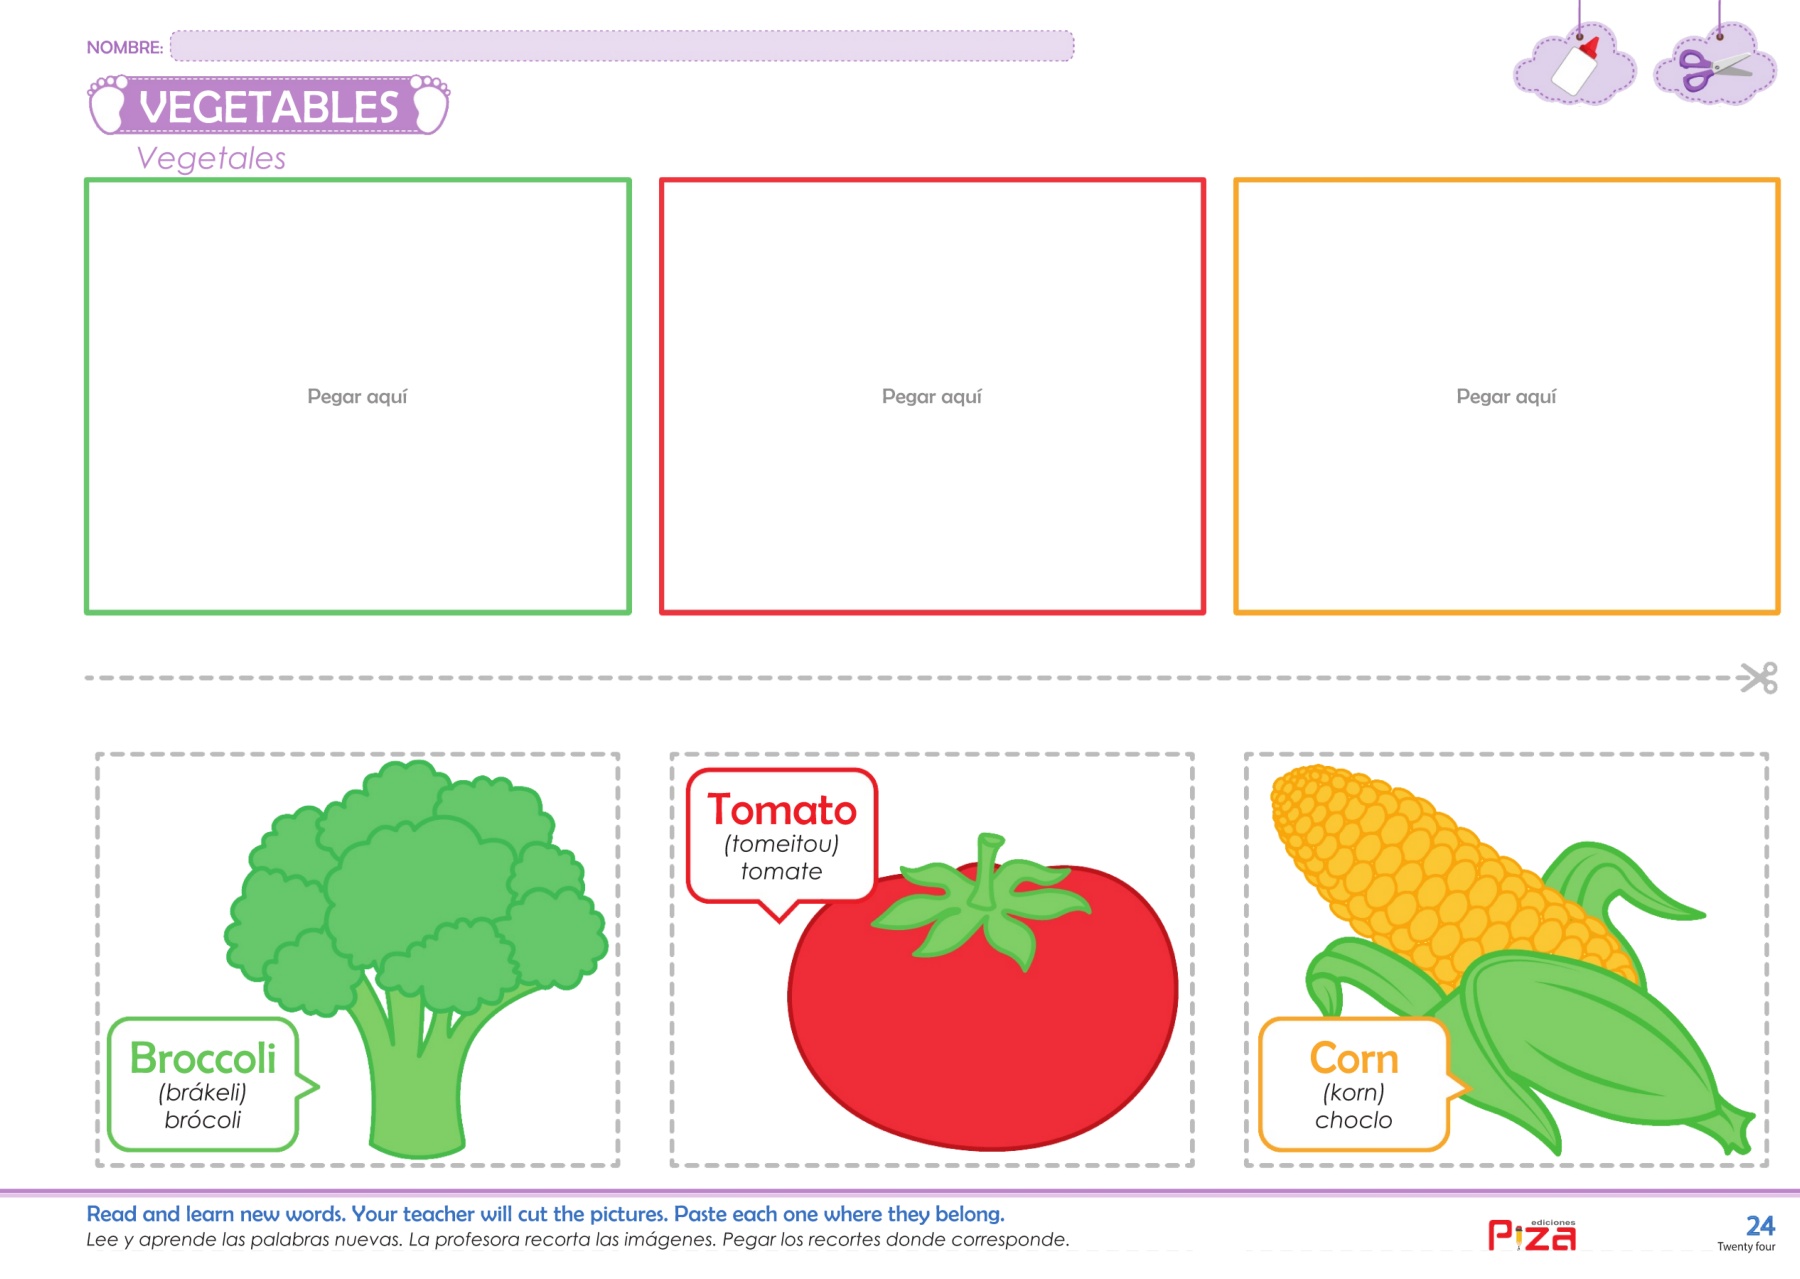 NOMBRE:
VEGETABLES
Vegetales
Pegar aquí
Pegar aquí
Pegar aquí
Broccoli
(brákeli)
brócoli
Tomato
(tomeitou)
tomate
Corn
(korn)
choclo
Read and learn new words. Your teacher will cut the pictures. Paste each one where they belong.
Lee y aprende las palabras nuevas. La profesora recorta las imágenes. Pegar los recortes donde corresponde.
ediciones
Piza
24
Twenty four